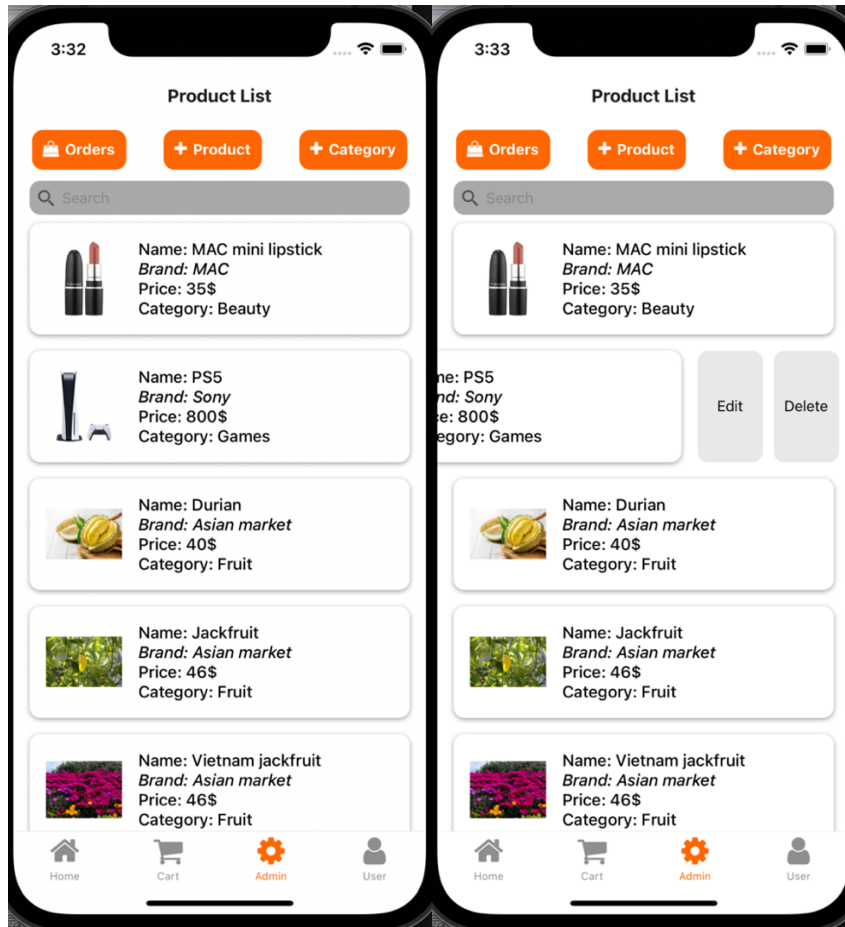 3:32
Product List
Orders
+ Product
+ Category
Search
Name: MAC mini lipstick
Brand: MAC
Price: 35$
Category: Beauty
Name: PS5
Brand: Sony
Price: 800$
Category: Games
Name: Durian
Brand: Asian market
Price: 40$
Category: Fruit
Name: Jackfruit
Brand: Asian market
Price: 46$
Category: Fruit
Name: Vietnam jackfruit
Brand: Asian market
Price: 46$
Category: Fruit
Home
Cart
Admin
User
3:33
Product List
Orders
+ Product
+ Category
Search
Name: MAC mini lipstick
Brand: MAC
Price: 35$
Category: Beauty
me: PS5
nd: Sony
ce: 800$
egory: Games
Edit
Delete
Name: Durian
Brand: Asian market
Price: 40$
Category: Fruit
Name: Jackfruit
Brand: Asian market
Price: 46$
Category: Fruit
Name: Vietnam jackfruit
Brand: Asian market
Price: 46$
Category: Fruit
Home
Cart
Admin
User